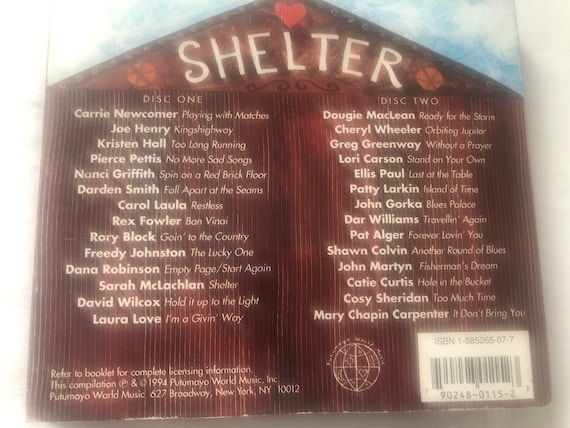 SHELTER
DISC ONE
Carrie Newcomer Playing with Matches
Joe Henry Kingshighway
Kristen Hall Too Long Running
Pierce Pettis No More Sad Songs
Nanci Griffith Spin on a Red Brick Floor
Darden Smith Fall Apart at the Seams
Carol Laula Restless
Rex Fowler Ban Vinai
Rory Block Goin' to the Country
Freedy Johnston The Lucky One
Dana Robinson Empty Page/Start Again
Sarah McLachlan Shelter
David Wilcox Hold it up to the Light
Laura Love I'm a Givin' Way
DISC TWO
Dougie MacLean Ready for the Storm
Cheryl Wheeler Orbiting Jupiter
Greg Greenway Without a Prayer
Lori Carson Stand on Your Own
Ellis Paul Last at the Table
Patty Larkin Island of Time
John Gorka Blues Palace
Dar Williams Travellin' Again
Pat Alger Forever Lovin' You
Shawn Colvin Another Round of Blues
John Martyn Fisherman's Dream
Catie Curtis Hole in the Bucket
Cosy Sheridan Too Much Time
Mary Chapin Carpenter It Don't Bring You
Refer to booklet for complete licensing information.
This compilation ℗ & © 1994 Putumayo World Music, Inc.
Putumayo World Music 627 Broadway, New York, NY 10012
Putumayo World Music
ISBN 1-885265-07-7
7 90248-0115-2